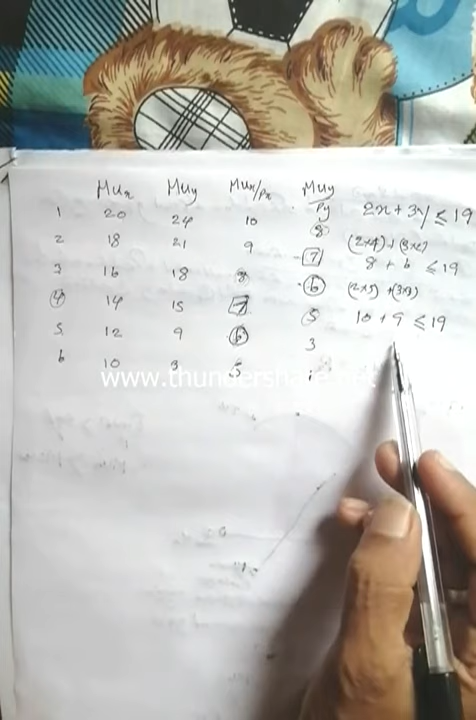 MUx MUy MUx/Px MUy/Py 2x + 3y ≤ 19
1 20 24 10 8
2 18 21 9 7 (2×4) + (3×2)
8 + 6 ≤ 19
3 16 18 8 6 (2×5) + (3×3)
4 14 15 7 5 10 + 9 ≤ 19
5 12 9 6 3
6 10 3 5 1
www.thundershare.net